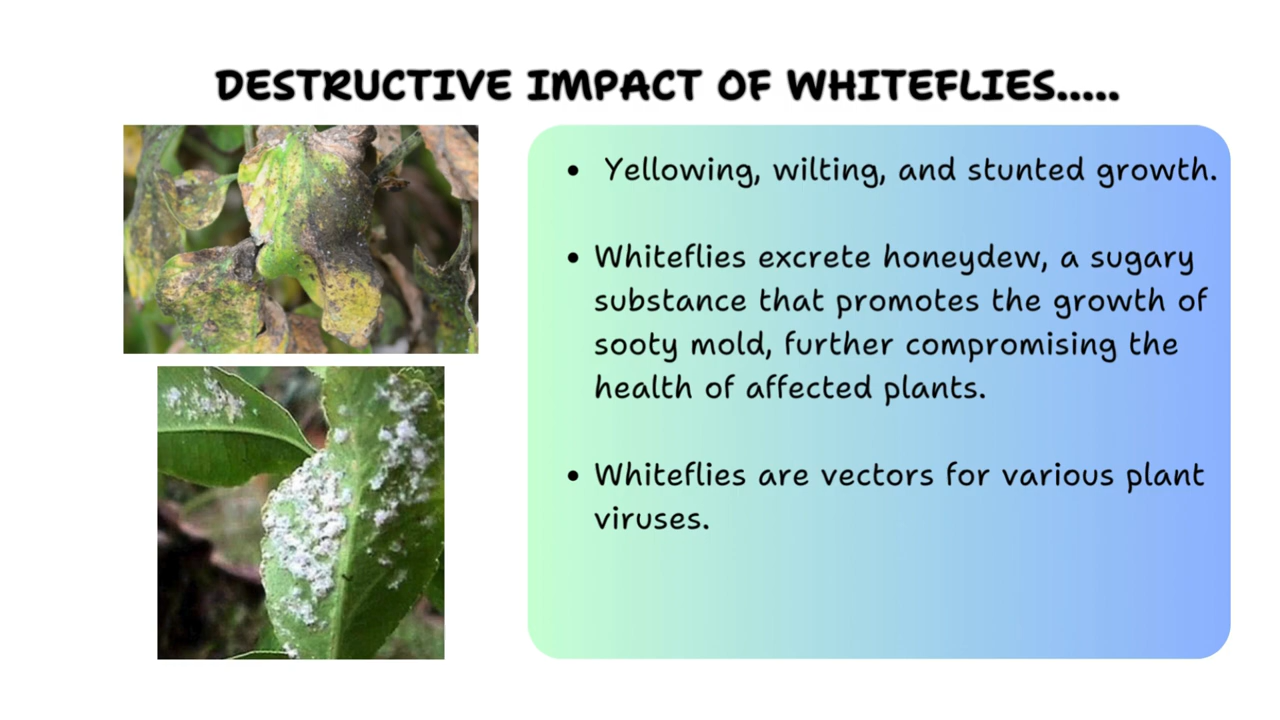 DESTRUCTIVE IMPACT OF WHITEFLIES.....
• Yellowing, wilting, and stunted growth.
• Whiteflies excrete honeydew, a sugary
substance that promotes the growth of
sooty mold, further compromising the
health of affected plants.
• Whiteflies are vectors for various plant
viruses.